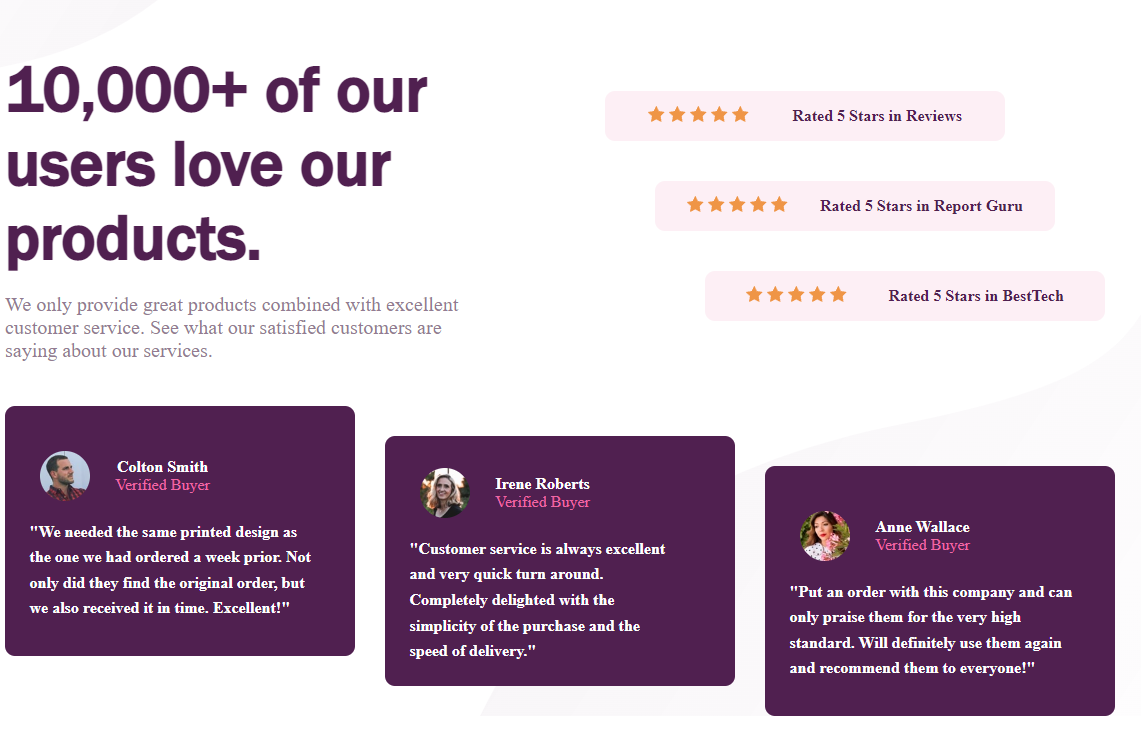 10,000+ of our
users love our
products.
We only provide great products combined with excellent
customer service. See what our satisfied customers are
saying about our services.
Rated 5 Stars in Reviews
Rated 5 Stars in Report Guru
Rated 5 Stars in BestTech
Colton Smith
Verified Buyer
"We needed the same printed design as
the one we had ordered a week prior. Not
only did they find the original order, but
we also received it in time. Excellent!"
Irene Roberts
Verified Buyer
"Customer service is always excellent
and very quick turn around.
Completely delighted with the
simplicity of the purchase and the
speed of delivery."
Anne Wallace
Verified Buyer
"Put an order with this company and can
only praise them for the very high
standard. Will definitely use them again
and recommend them to everyone!"